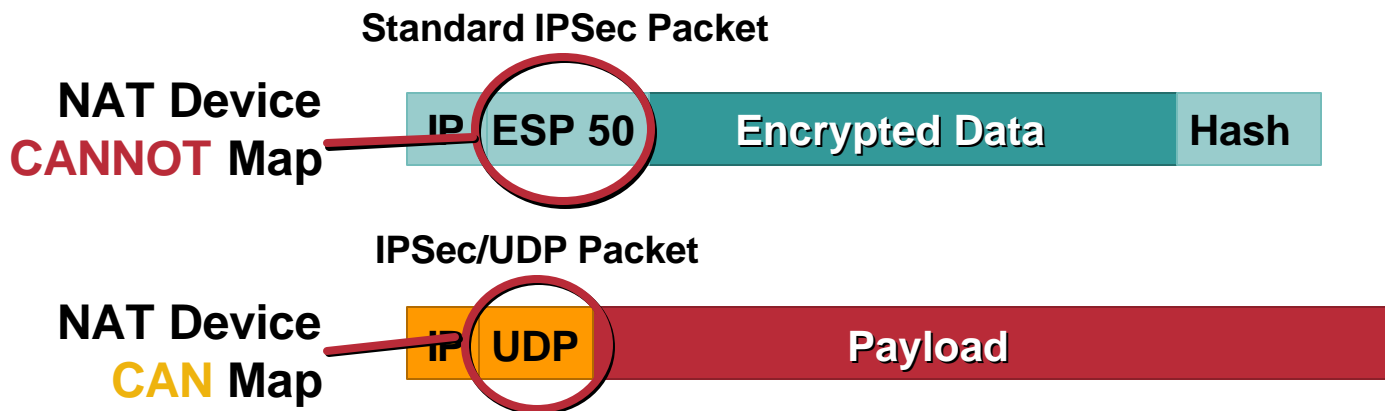 Standard IPSec Packet
NAT Device
CANNOT Map
IP ESP 50 Encrypted Data Hash
IPSec/UDP Packet
NAT Device
CAN Map
IP UDP Payload